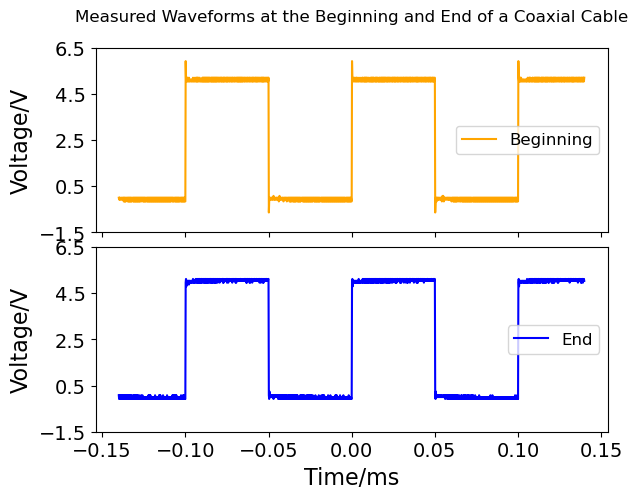 Measured Waveforms at the Beginning and End of a Coaxial Cable
6.5
4.5
2.5
0.5
−1.5
Voltage/V
Beginning
6.5
4.5
2.5
0.5
−1.5
Voltage/V
End
−0.15 −0.10 −0.05 0.00 0.05 0.10 0.15
Time/ms